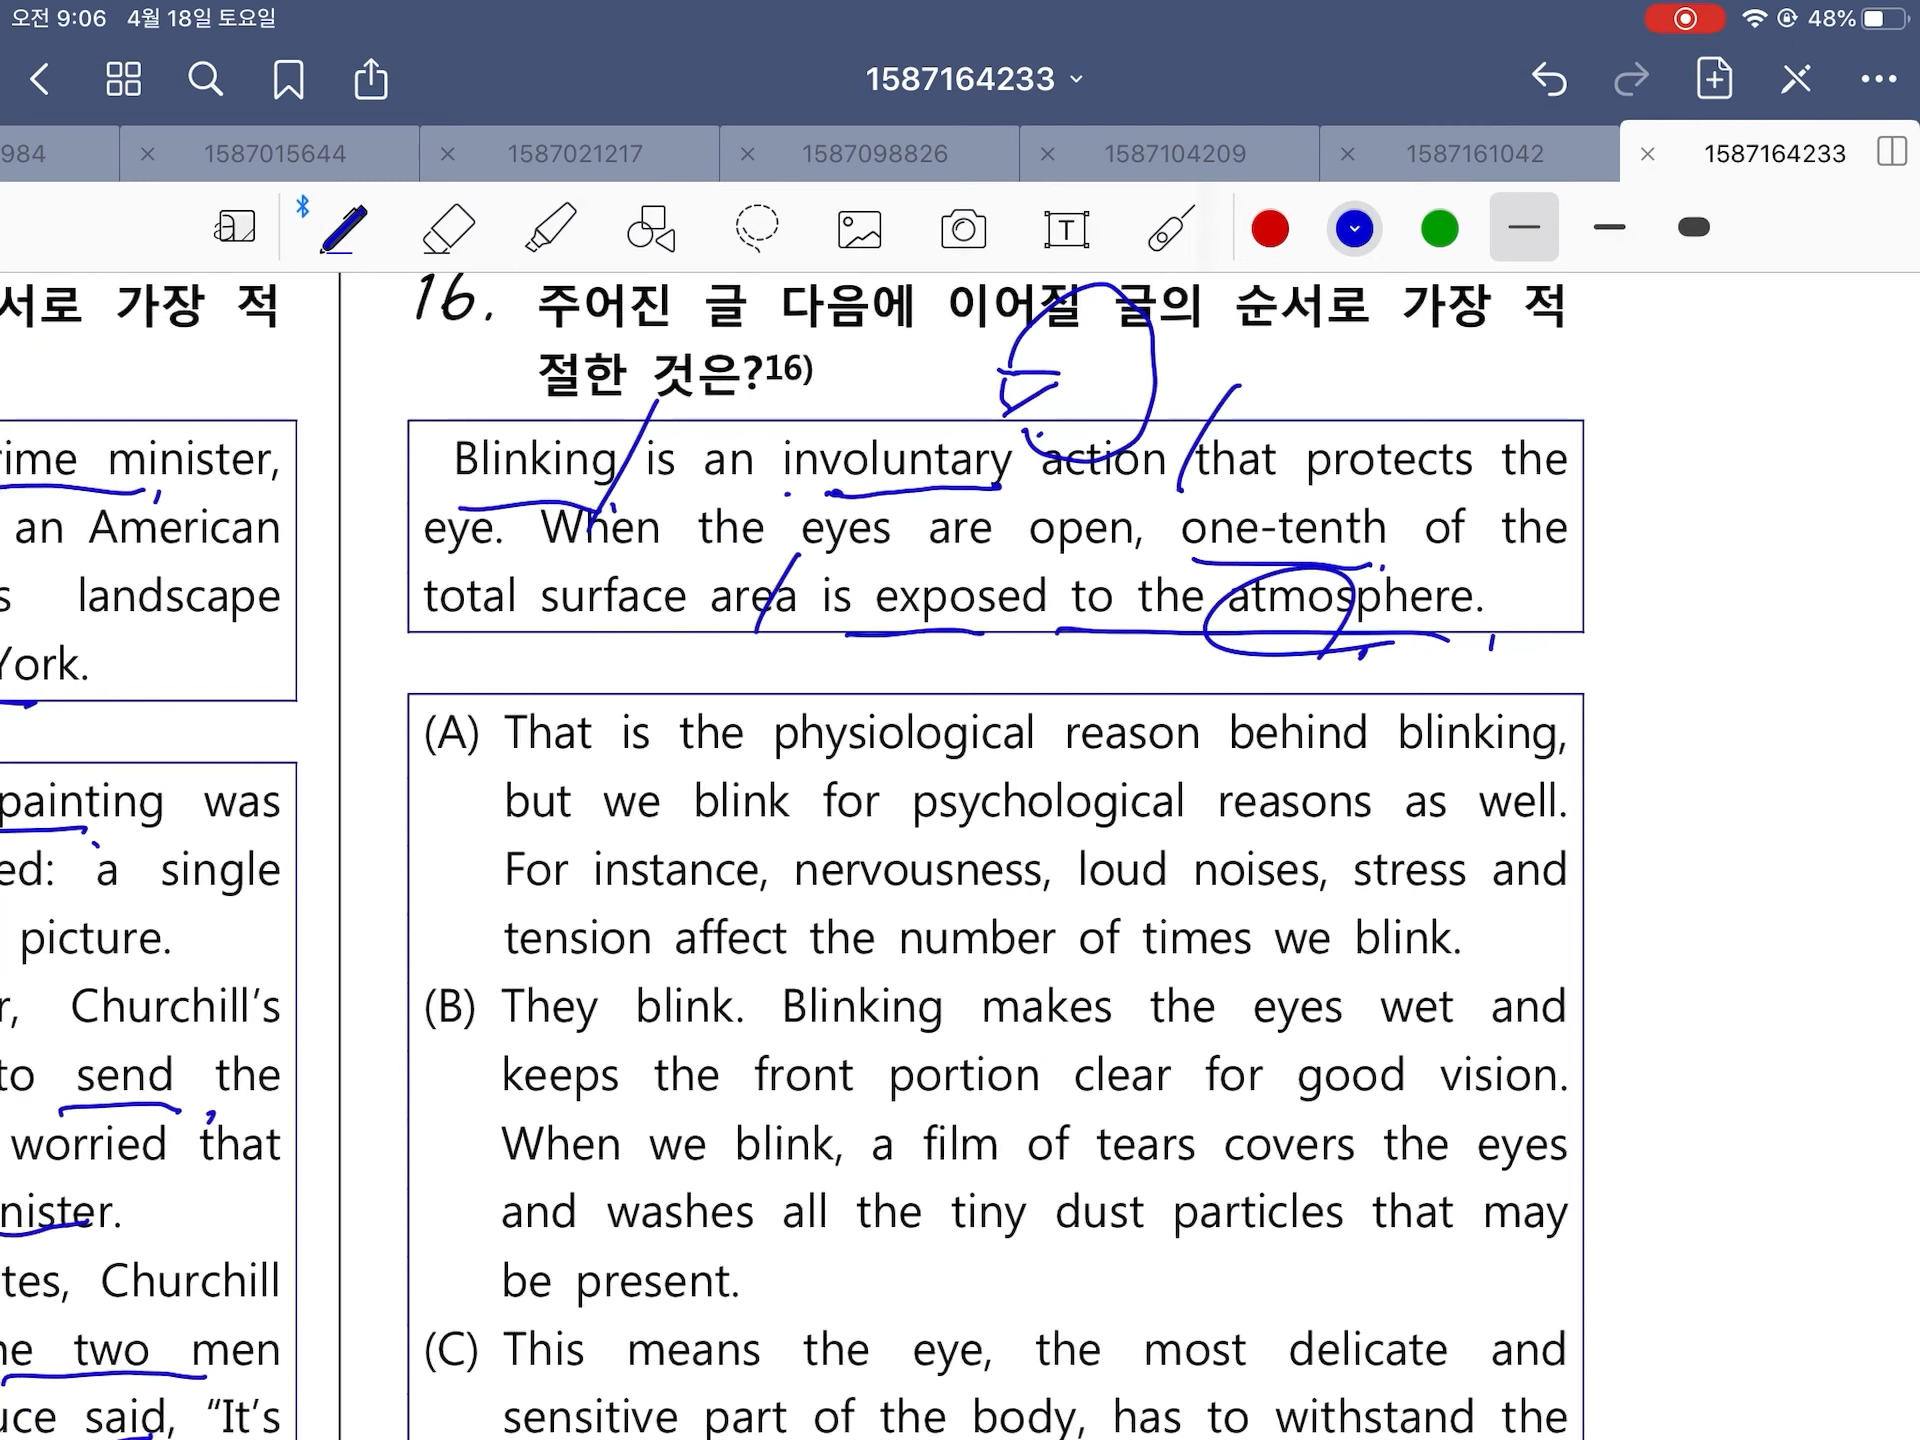 오전 9:06 4월 18일 토요일
48%
1587164233
984
1587015644
1587021217
1587098826
1587104209
1587161042
1587164233
서로 가장 적
rime minister,
an American
s landscape
York.
painting was
ed: a single
picture.
r, Churchill's
to send the
worried that
nister.
tes, Churchill
ne two men
uce said, "It's
16. 주어진 글 다음에 이어질 글의 순서로 가장 적
절한 것은?16)
Blinking is an involuntary action that protects the
eye. When the eyes are open, one-tenth of the
total surface area is exposed to the atmosphere.
(A) That is the physiological reason behind blinking,
but we blink for psychological reasons as well.
For instance, nervousness, loud noises, stress and
tension affect the number of times we blink.
(B) They blink. Blinking makes the eyes wet and
keeps the front portion clear for good vision.
When we blink, a film of tears covers the eyes
and washes all the tiny dust particles that may
be present.
(C) This means the eye, the most delicate and
sensitive part of the body, has to withstand the